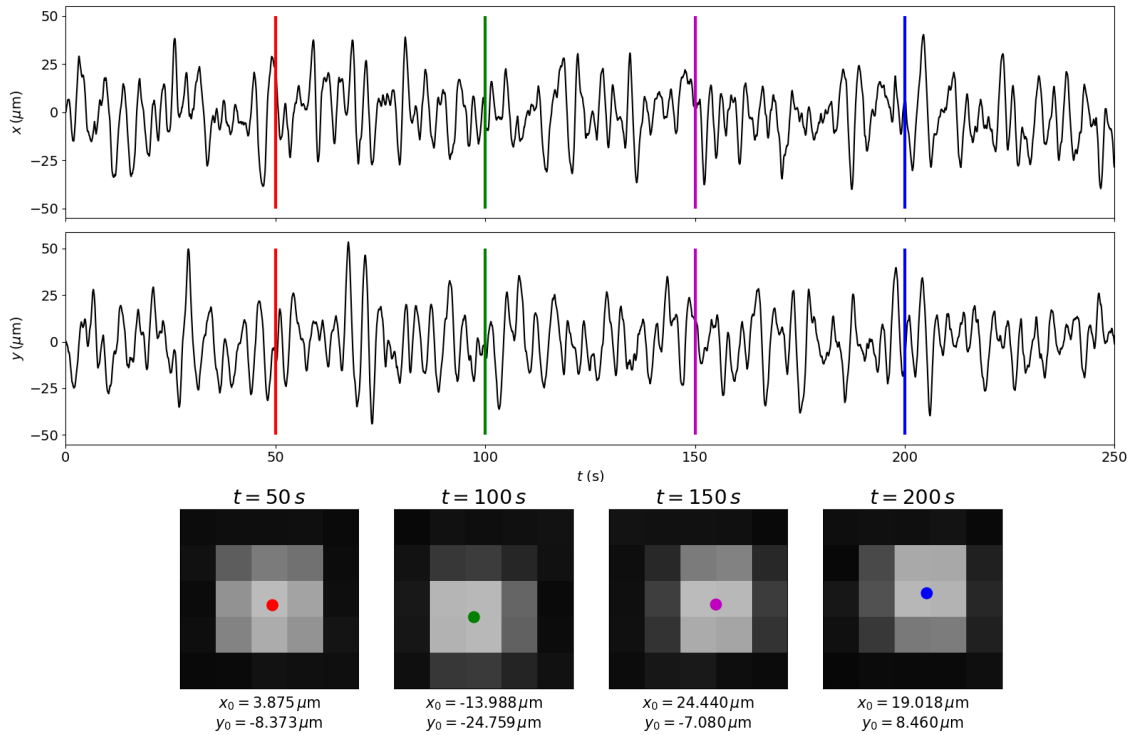 50
25
0
−25
−50
x (μm)
50
25
0
−25
−50
y (μm)
0 50 100 150 200 250
t (s)
t = 50 s t = 100 s t = 150 s t = 200 s
x₀ = 3.875 μm x₀ = -13.988 μm x₀ = 24.440 μm x₀ = 19.018 μm
y₀ = -8.373 μm y₀ = -24.759 μm y₀ = -7.080 μm y₀ = 8.460 μm